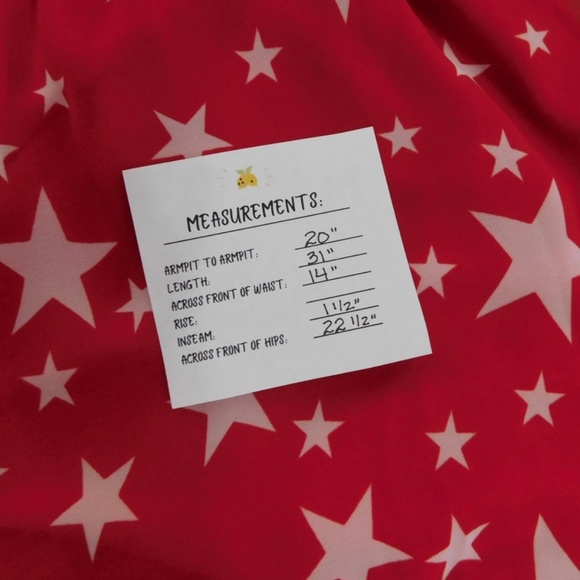 MEASUREMENTS:
ARMPIT TO ARMPIT: 20"
LENGTH: 31"
ACROSS FRONT OF WAIST: 14"
RISE:
INSEAM: 1 1/2"
ACROSS FRONT OF HIPS: 22 1/2"